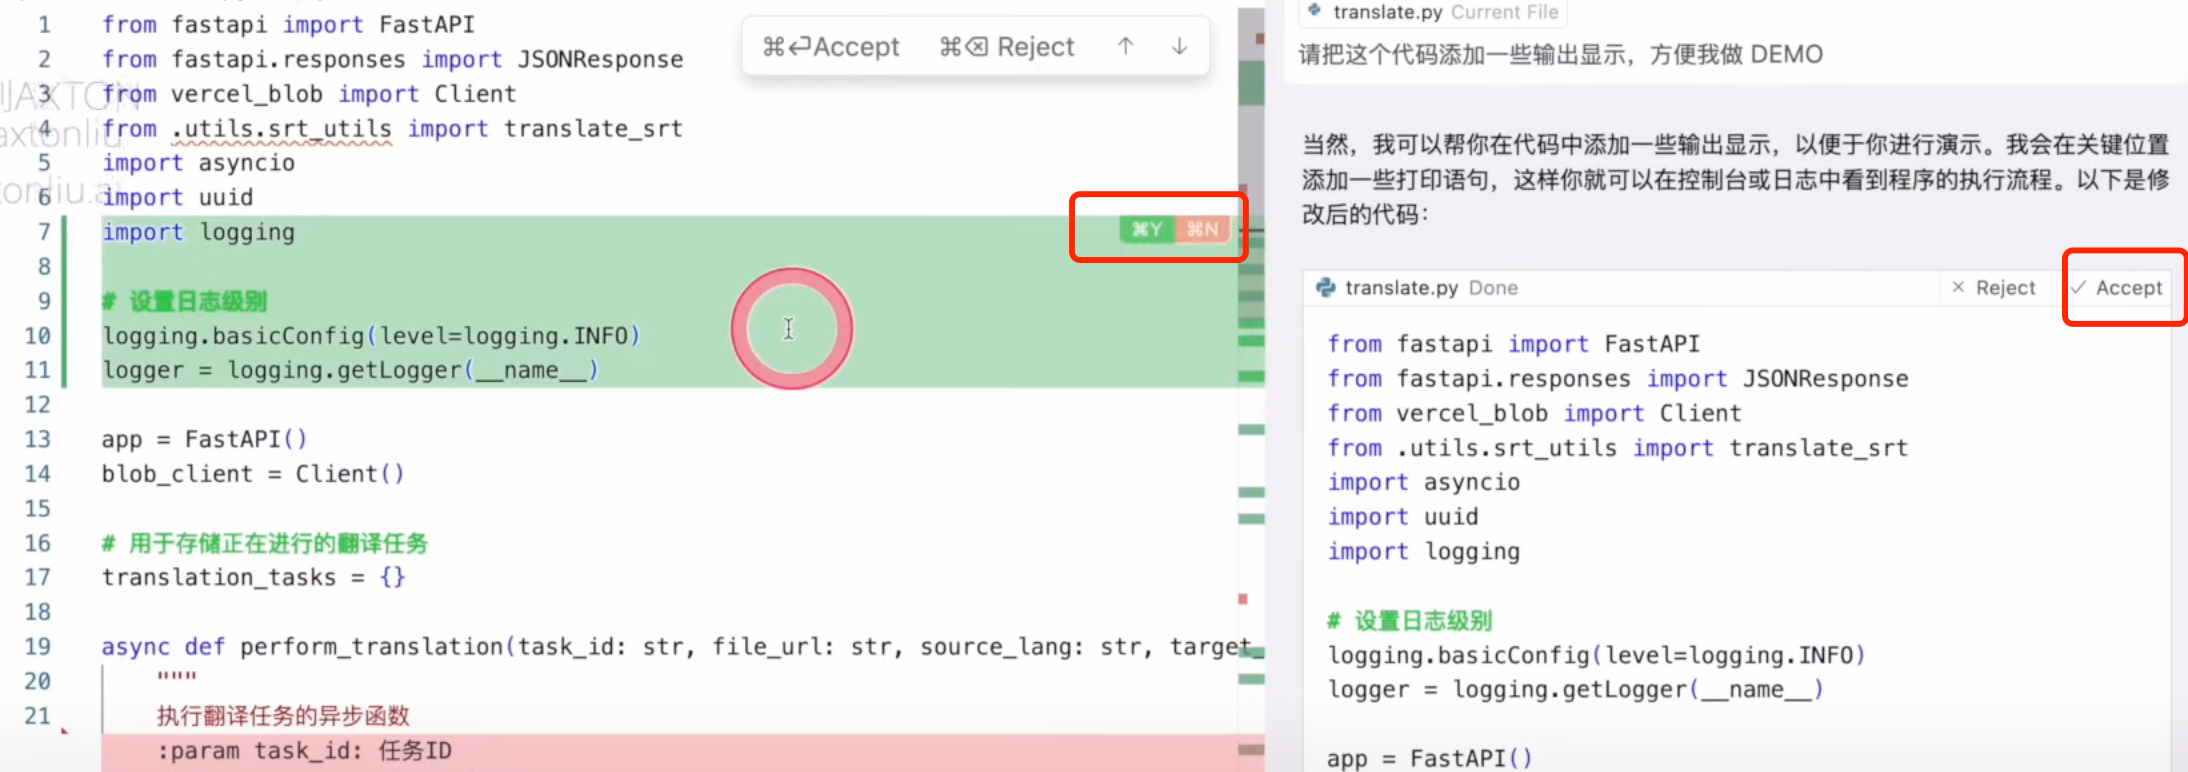 1 from fastapi import FastAPI
2 from fastapi.responses import JSONResponse
3 from vercel_blob import Client
4 from .utils.srt_utils import translate_srt
5 import asyncio
6 import uuid
7 import logging
8
9 # 设置日志级别
10 logging.basicConfig(level=logging.INFO)
11 logger = logging.getLogger(__name__)
12
13 app = FastAPI()
14 blob_client = Client()
15
16 # 用于存储正在进行的翻译任务
17 translation_tasks = {}
18
19 async def perform_translation(task_id: str, file_url: str, source_lang: str, target_
20 """
21 执行翻译任务的异步函数
:param task_id: 任务ID
⌘⏎Accept ⌘⌫ Reject ↑ ↓
⌘Y ⌘N
AXTON
axtonliu
tonliu.ai
translate.py Current File
请把这个代码添加一些输出显示，方便我做 DEMO
当然，我可以帮你在代码中添加一些输出显示，以便于你进行演示。我会在关键位置
添加一些打印语句，这样你就可以在控制台或日志中看到程序的执行流程。以下是修
改后的代码：
translate.py Done × Reject ✓ Accept
from fastapi import FastAPI
from fastapi.responses import JSONResponse
from vercel_blob import Client
from .utils.srt_utils import translate_srt
import asyncio
import uuid
import logging
# 设置日志级别
logging.basicConfig(level=logging.INFO)
logger = logging.getLogger(__name__)
app = FastAPI()